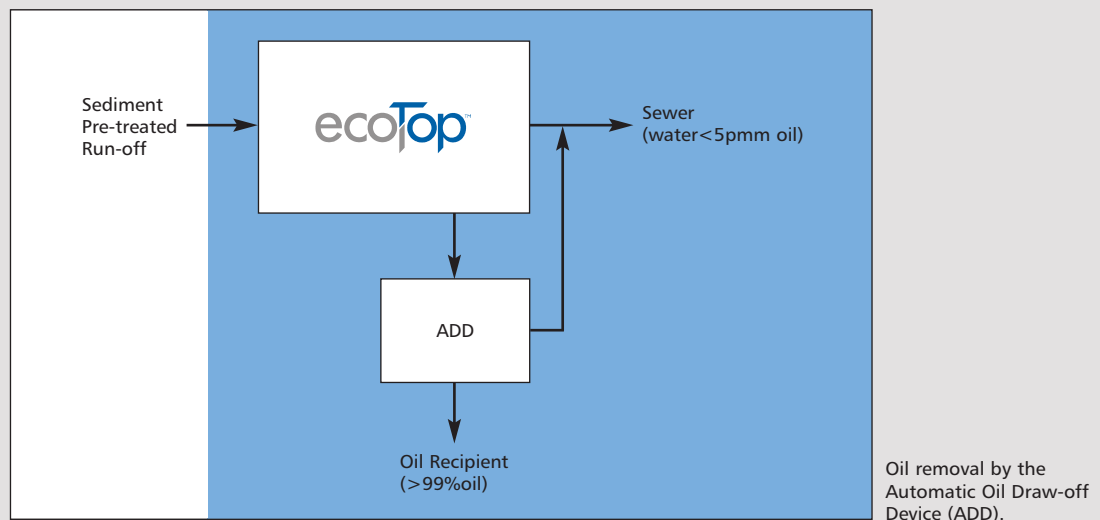 Sediment
Pre-treated
Run-off
ecoTop™
Sewer
(water<5pmm oil)
ADD
Oil Recipient
(>99%oil)
Oil removal by the
Automatic Oil Draw-off
Device (ADD).